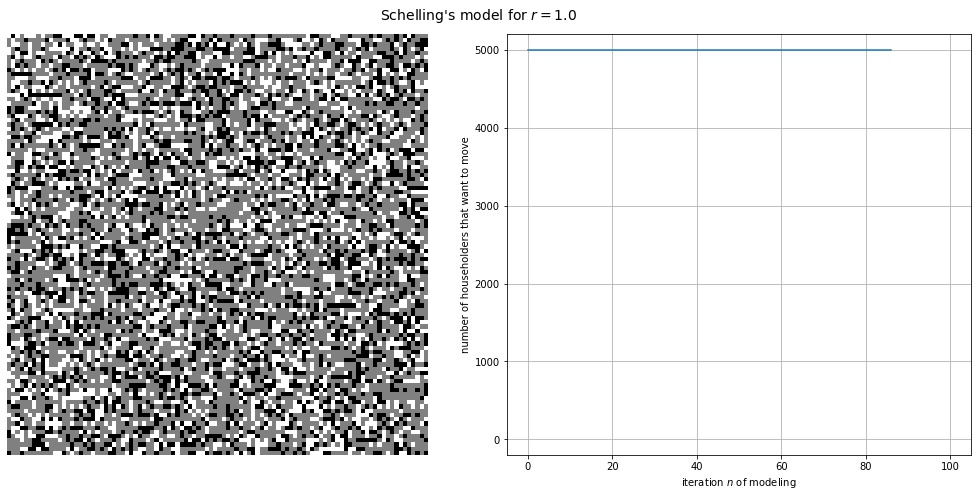 Schelling's model for r = 1.0
number of householders that want to move
5000
4000
3000
2000
1000
0
0 20 40 60 80 100
iteration n of modeling